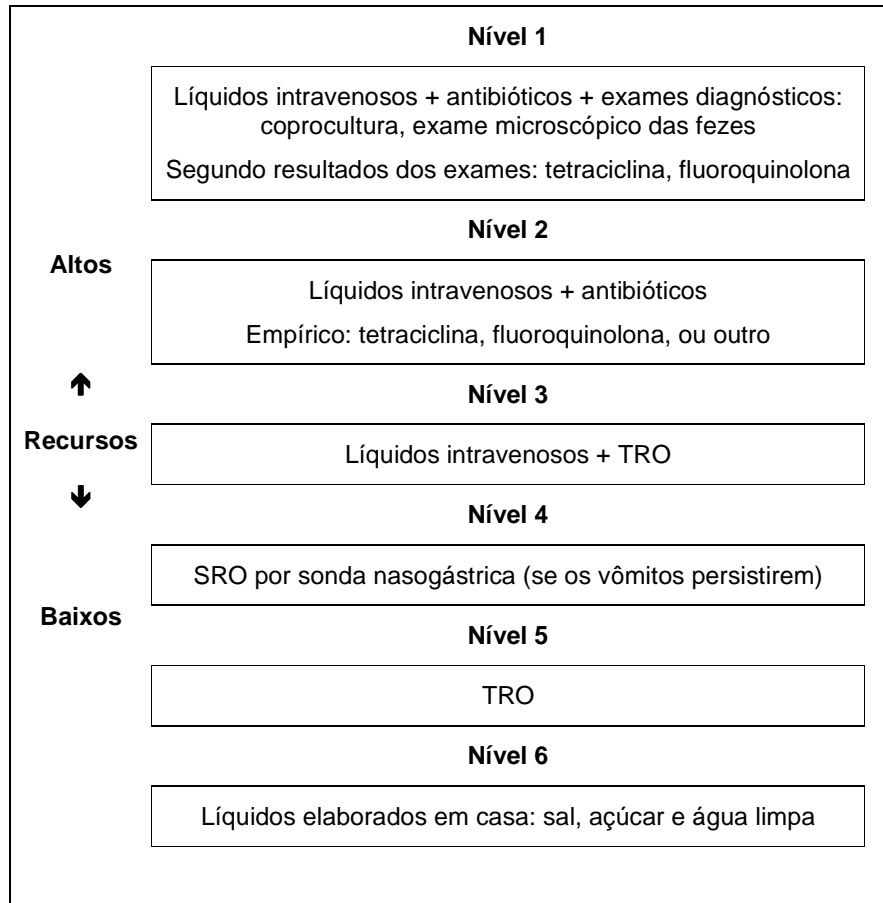 Nível 1
Líquidos intravenosos + antibióticos + exames diagnósticos:
coprocultura, exame microscópico das fezes
Segundo resultados dos exames: tetraciclina, fluoroquinolona
Nível 2
Altos
Líquidos intravenosos + antibióticos
Empírico: tetraciclina, fluoroquinolona, ou outro
Nível 3
Recursos
Líquidos intravenosos + TRO
Nível 4
SRO por sonda nasogástrica (se os vômitos persistirem)
Baixos
Nível 5
TRO
Nível 6
Líquidos elaborados em casa: sal, açúcar e água limpa